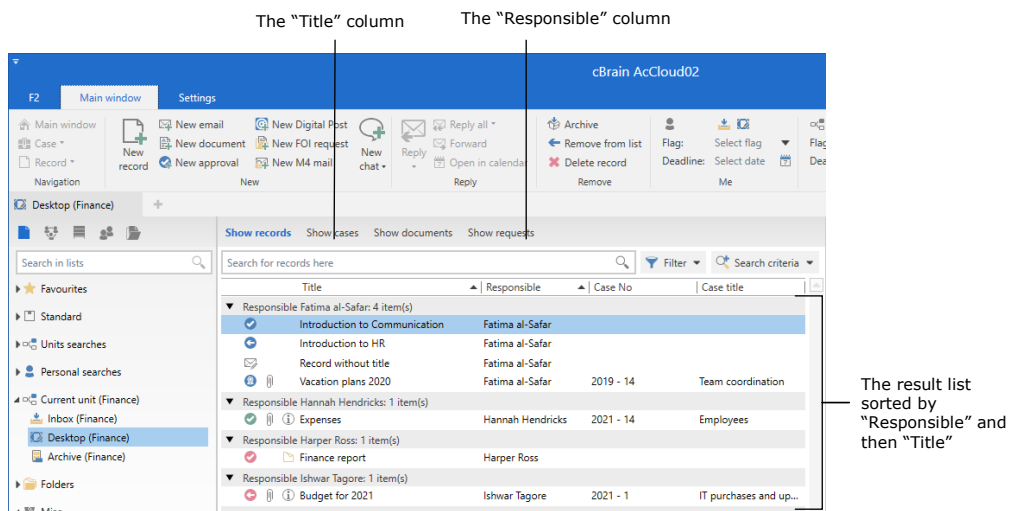 The “Title” column
The “Responsible” column
cBrain AcCloud02
F2 Main window Settings
Main window
Case
Record
Navigation
New record
New email
New document
New approval
New Digital Post
New FOI request
New M4 mail
New chat
New
Reply
Reply all
Forward
Open in calendar
Reply
Archive
Remove from list
Delete record
Remove
Flag: Select flag
Deadline: Select date
Me
Flag
Dea
Desktop (Finance)
Show records Show cases Show documents Show requests
Search in lists
Search for records here
Filter
Search criteria
Favourites
Standard
Units searches
Personal searches
Current unit (Finance)
Inbox (Finance)
Desktop (Finance)
Archive (Finance)
Folders
Title Responsible Case No Case title
Responsible Fatima al-Safar: 4 item(s)
Introduction to Communication Fatima al-Safar
Introduction to HR Fatima al-Safar
Record without title Fatima al-Safar
Vacation plans 2020 Fatima al-Safar 2019 - 14 Team coordination
Responsible Hannah Hendricks: 1 item(s)
Expenses Hannah Hendricks 2021 - 14 Employees
Responsible Harper Ross: 1 item(s)
Finance report Harper Ross
Responsible Ishwar Tagore: 1 item(s)
Budget for 2021 Ishwar Tagore 2021 - 1 IT purchases and up...
The result list
sorted by
“Responsible” and
then “Title”